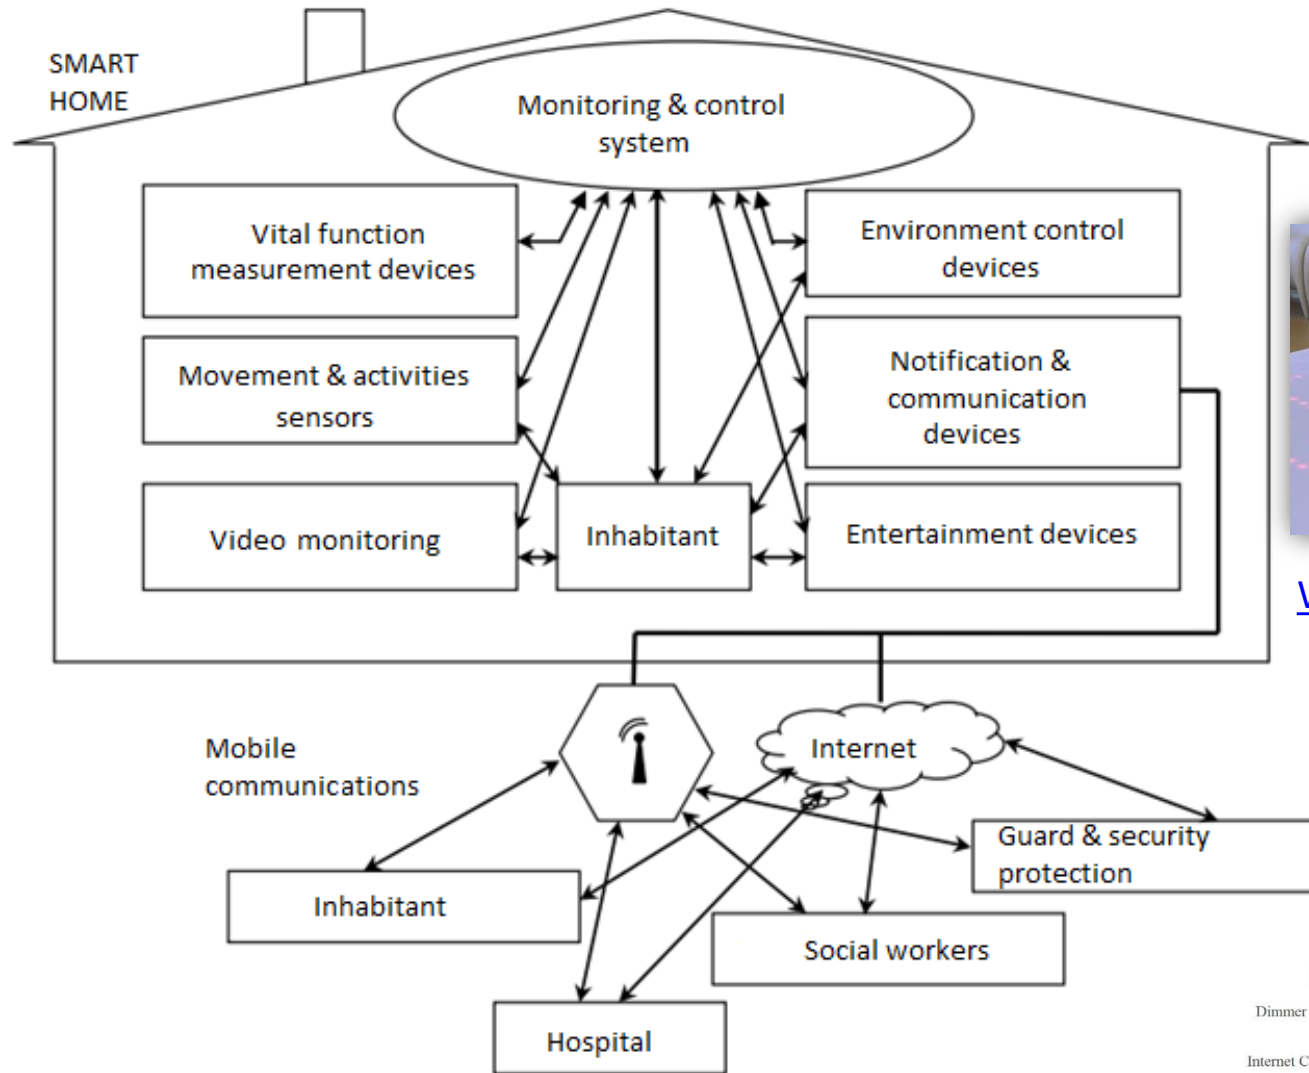 SMART
HOME
Monitoring & control
system
Vital function
measurement devices
Environment control
devices
Movement & activities
sensors
Notification &
communication
devices
Video monitoring
Inhabitant
Entertainment devices
Mobile
communications
Internet
Guard & security
protection
Inhabitant
Social workers
Hospital
Dimmer
Internet